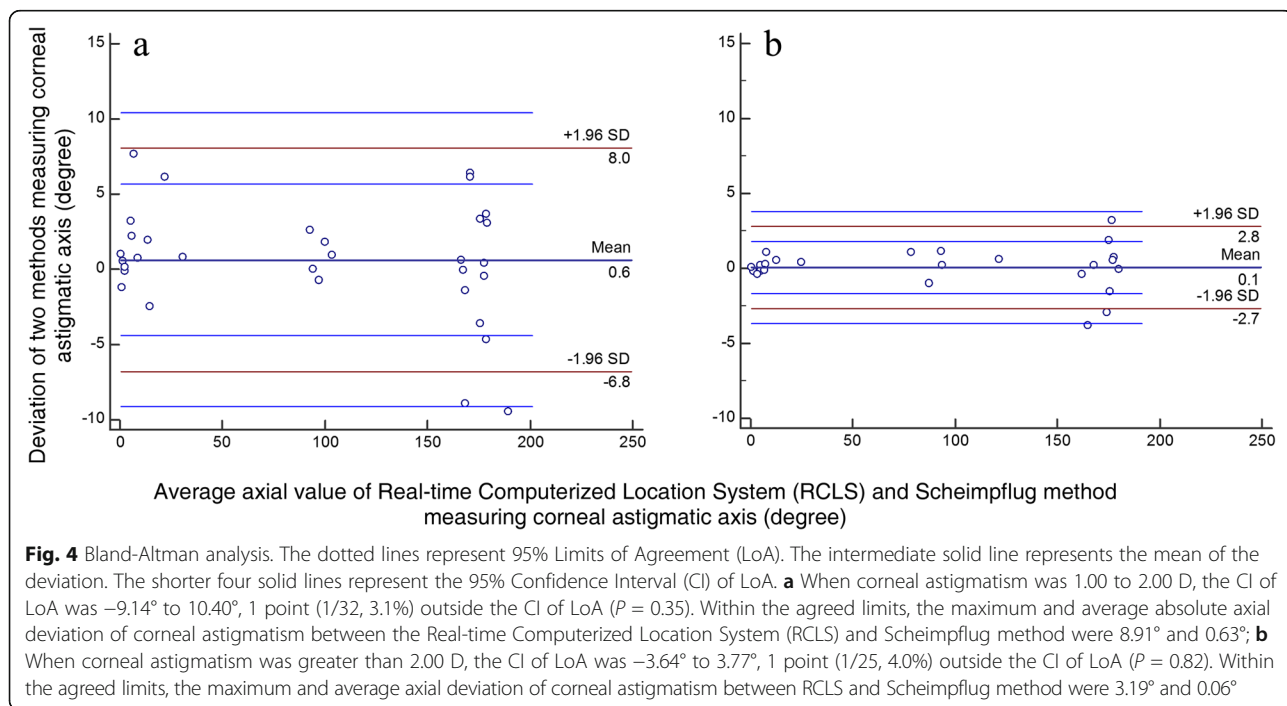 a
b
Deviation of two methods measuring corneal
astigmatic axis (degree)
15
10
5
0
-5
-10
0
50
100
150
200
250
+1.96 SD
8.0
Mean
0.6
-1.96 SD
-6.8
15
10
5
0
-5
-10
0
50
100
150
200
250
+1.96 SD
2.8
Mean
0.1
-1.96 SD
-2.7
Average axial value of Real-time Computerized Location System (RCLS) and Scheimpflug method
measuring corneal astigmatic axis (degree)
Fig. 4 Bland-Altman analysis. The dotted lines represent 95% Limits of Agreement (LoA). The intermediate solid line represents the mean of the
deviation. The shorter four solid lines represent the 95% Confidence Interval (CI) of LoA. a When corneal astigmatism was 1.00 to 2.00 D, the CI of
LoA was −9.14° to 10.40°, 1 point (1/32, 3.1%) outside the CI of LoA (P = 0.35). Within the agreed limits, the maximum and average absolute axial
deviation of corneal astigmatism between the Real-time Computerized Location System (RCLS) and Scheimpflug method were 8.91° and 0.63°; b
When corneal astigmatism was greater than 2.00 D, the CI of LoA was −3.64° to 3.77°, 1 point (1/25, 4.0%) outside the CI of LoA (P = 0.82). Within
the agreed limits, the maximum and average axial deviation of corneal astigmatism between RCLS and Scheimpflug method were 3.19° and 0.06°